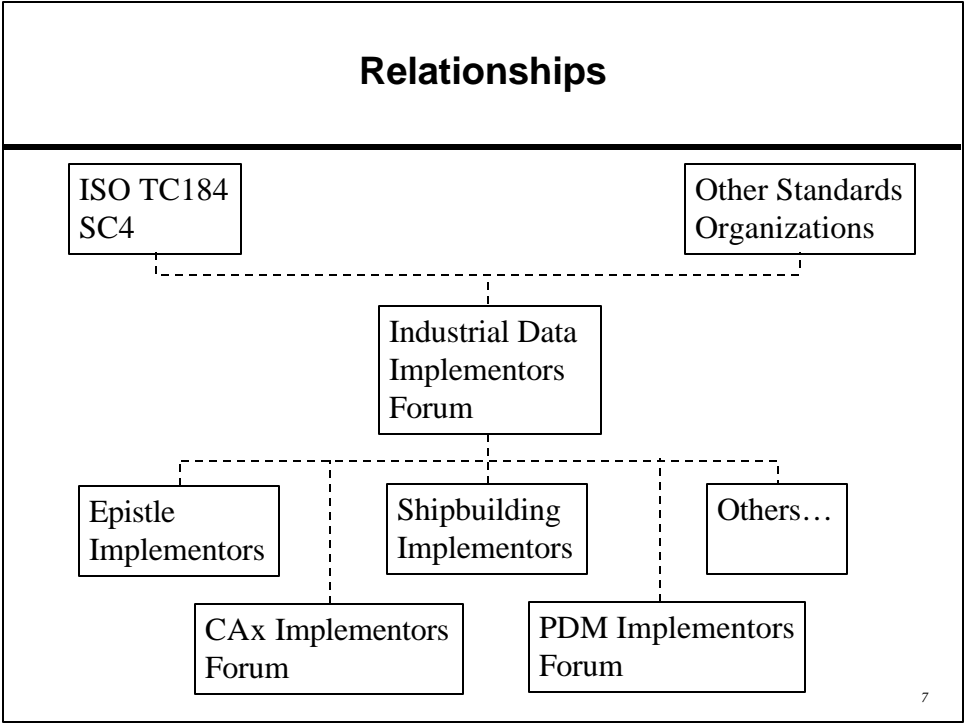 Relationships
ISO TC184
SC4
Other Standards
Organizations
Industrial Data
Implementors
Forum
Epistle
Implementors
Shipbuilding
Implementors
Others…
CAx Implementors
Forum
PDM Implementors
Forum
7